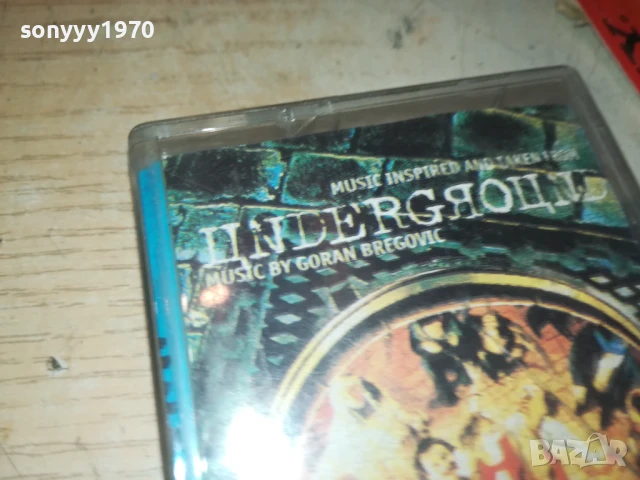 sonyyy1970
MUSIC INSPIRED AND TAKEN FROM
UNDERGROUND
MUSIC BY GORAN BREGOVIC
BAZAR